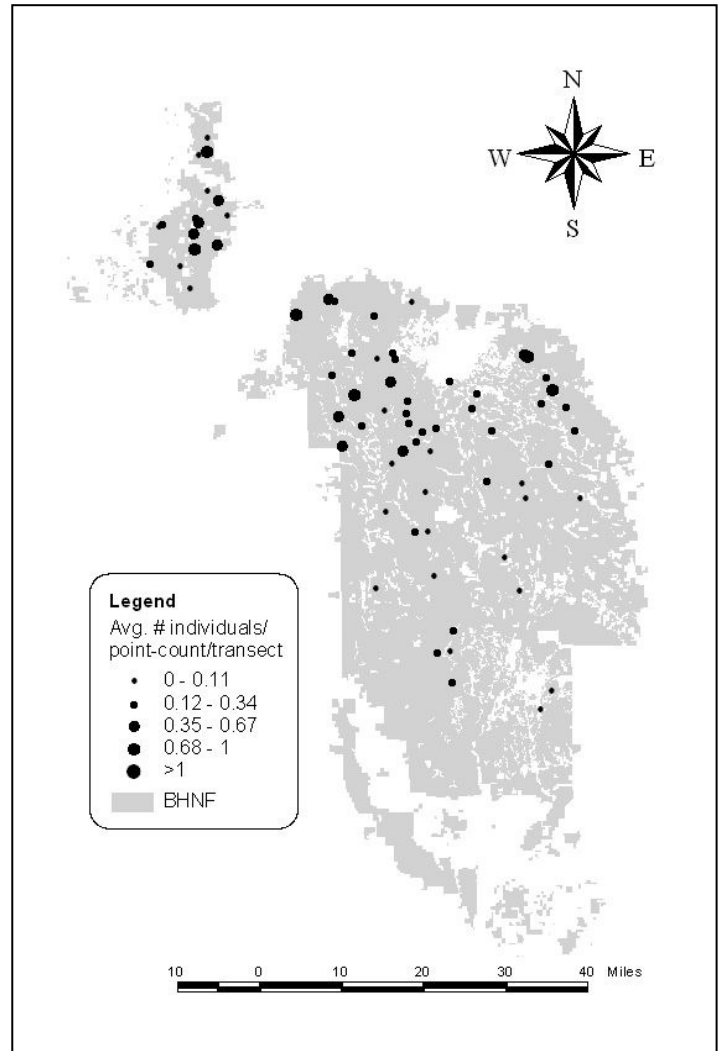 N
W E
S
Legend
Avg. # individuals/
point-count/transect
0 - 0.11
0.12 - 0.34
0.35 - 0.67
0.68 - 1
>1
BHNF
10 0 10 20 30 40 Miles